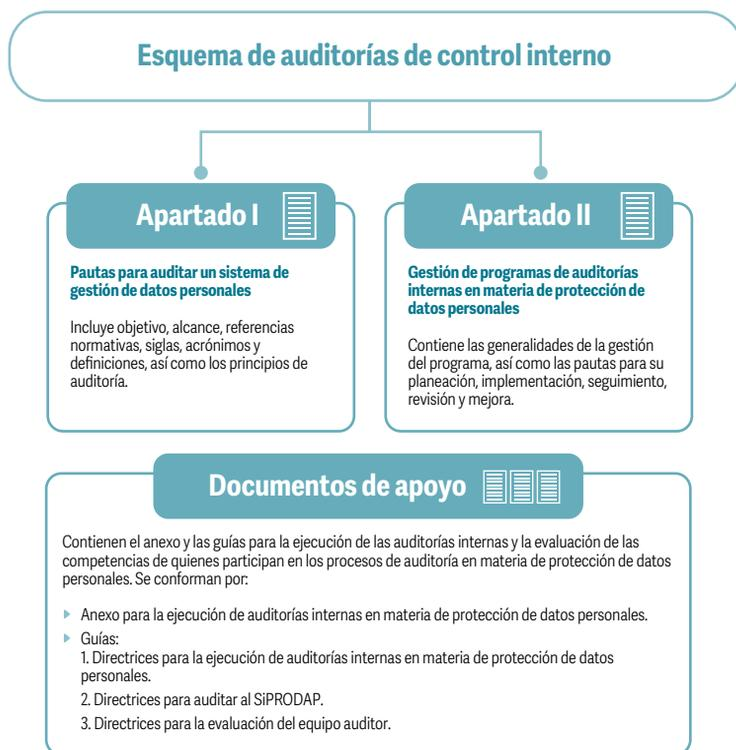 Esquema de auditorías de control interno
Apartado I
Pautas para auditar un sistema de
gestión de datos personales
Incluye objetivo, alcance, referencias
normativas, siglas, acrónimos y
definiciones, así como los principios de
auditoría.
Apartado II
Gestión de programas de auditorías
internas en materia de protección de
datos personales
Contiene las generalidades de la gestión
del programa, así como las pautas para su
planeación, implementación, seguimiento,
revisión y mejora.
Documentos de apoyo
Contienen el anexo y las guías para la ejecución de las auditorías internas y la evaluación de las
competencias de quienes participan en los procesos de auditoría en materia de protección de datos
personales. Se conforman por:
Anexo para la ejecución de auditorías internas en materia de protección de datos personales.
Guías:
1. Directrices para la ejecución de auditorías internas en materia de protección de datos
personales.
2. Directrices para auditar al SiPRODAP.
3. Directrices para la evaluación del equipo auditor.